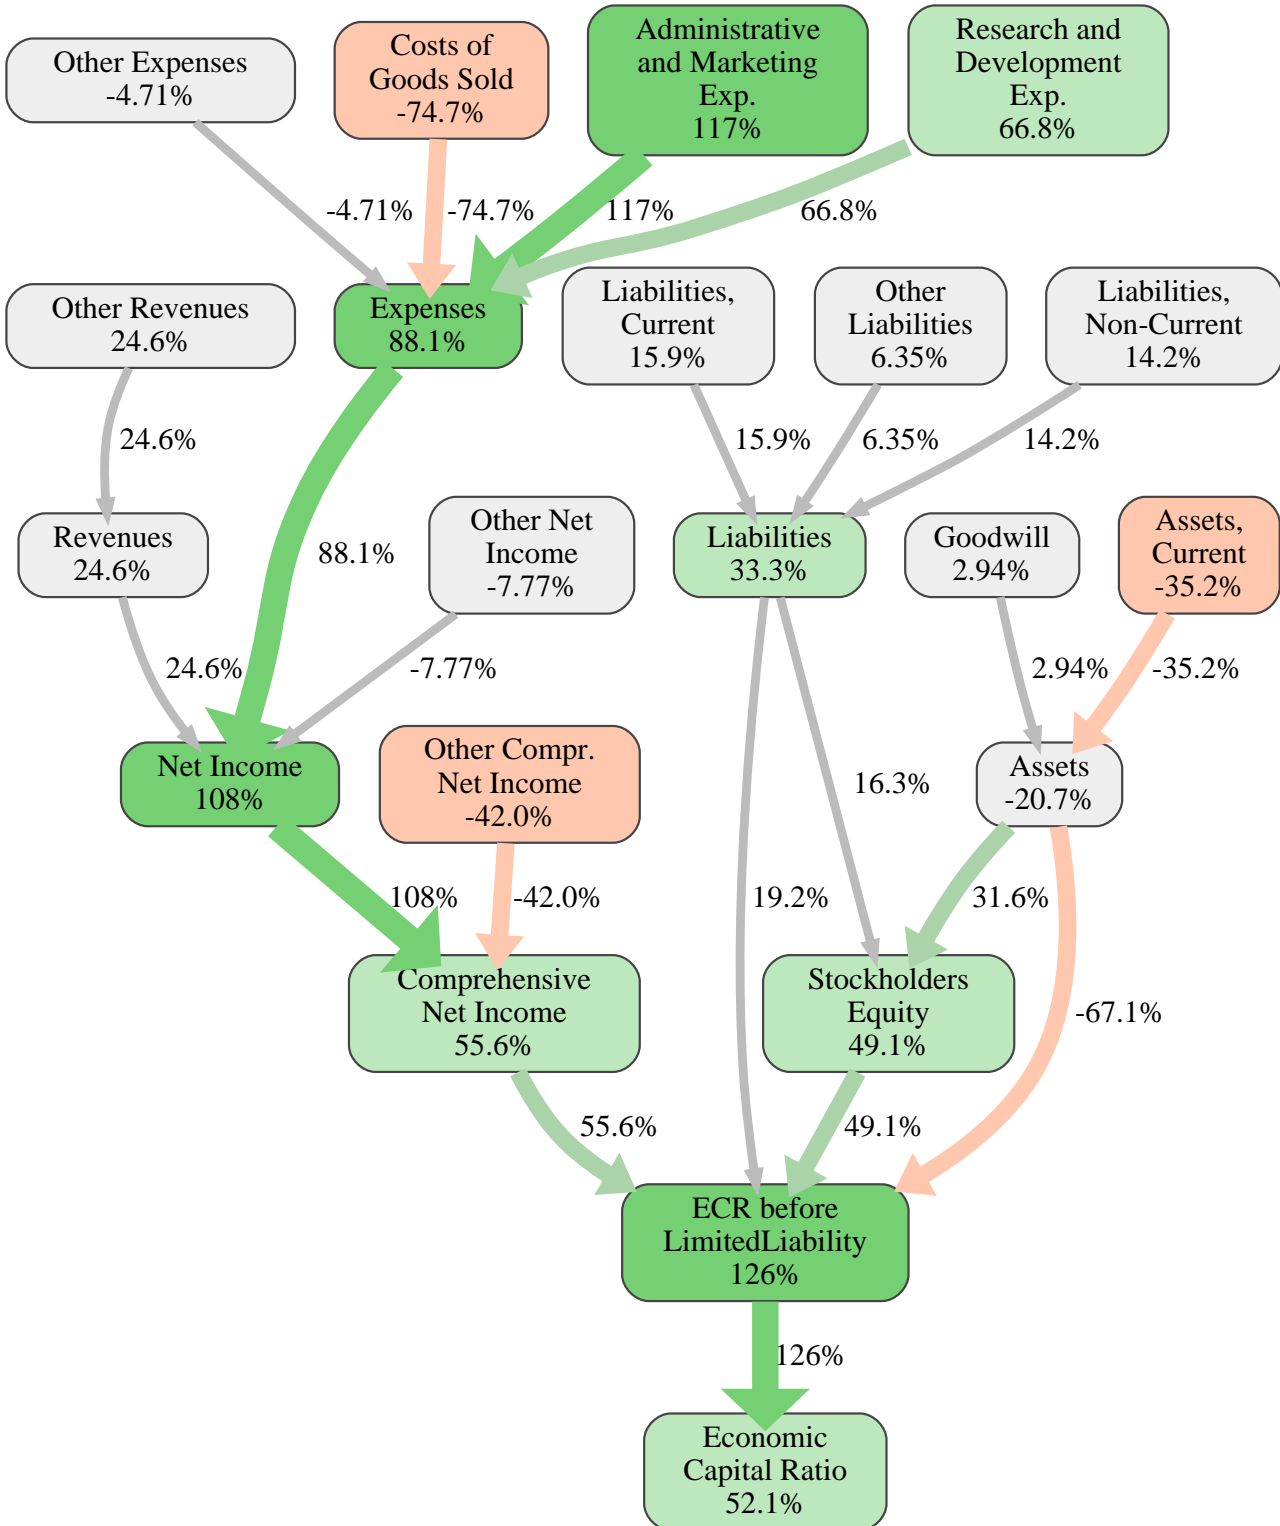 Other Expenses
-4.71%
Costs of
Goods Sold
-74.7%
Administrative
and Marketing
Exp.
117%
Research and
Development
Exp.
66.8%
-4.71%
-74.7%
117%
66.8%
Other Revenues
24.6%
Expenses
88.1%
Liabilities,
Current
15.9%
Other
Liabilities
6.35%
Liabilities,
Non-Current
14.2%
24.6%
15.9%
6.35%
14.2%
Revenues
24.6%
88.1%
Other Net
Income
-7.77%
Liabilities
33.3%
Goodwill
2.94%
Assets,
Current
-35.2%
24.6%
-7.77%
2.94%
-35.2%
Net Income
108%
Other Compr.
Net Income
-42.0%
16.3%
Assets
-20.7%
108%
-42.0%
19.2%
31.6%
Comprehensive
Net Income
55.6%
Stockholders
Equity
49.1%
-67.1%
55.6%
49.1%
ECR before
LimitedLiability
126%
126%
Economic
Capital Ratio
52.1%